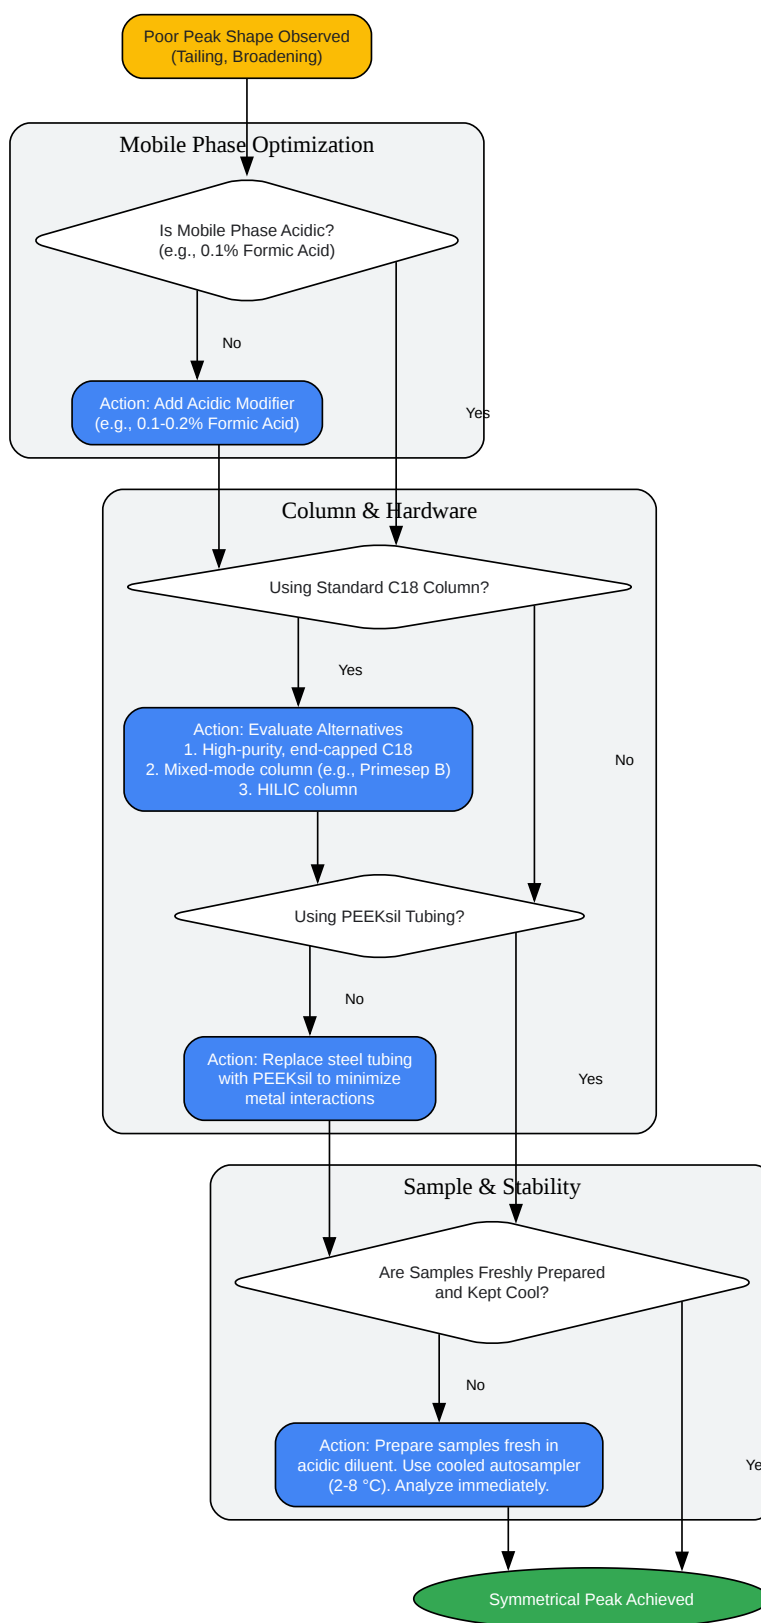 Poor Peak Shape Observed
(Tailing, Broadening)
Mobile Phase Optimization
Is Mobile Phase Acidic?
(e.g., 0.1% Formic Acid)
No
Action: Add Acidic Modifier
(e.g., 0.1-0.2% Formic Acid)
Yes
Column & Hardware
Using Standard C18 Column?
Yes
Action: Evaluate Alternatives
1. High-purity, end-capped C18
2. Mixed-mode column (e.g., Primesep B)
3. HILIC column
No
Using PEEKsil Tubing?
No
Action: Replace steel tubing
with PEEKsil to minimize
metal interactions
Yes
Sample & Stability
Are Samples Freshly Prepared
and Kept Cool?
No
Action: Prepare samples fresh in
acidic diluent. Use cooled autosampler
(2-8 °C). Analyze immediately.
Ye
Symmetrical Peak Achieved